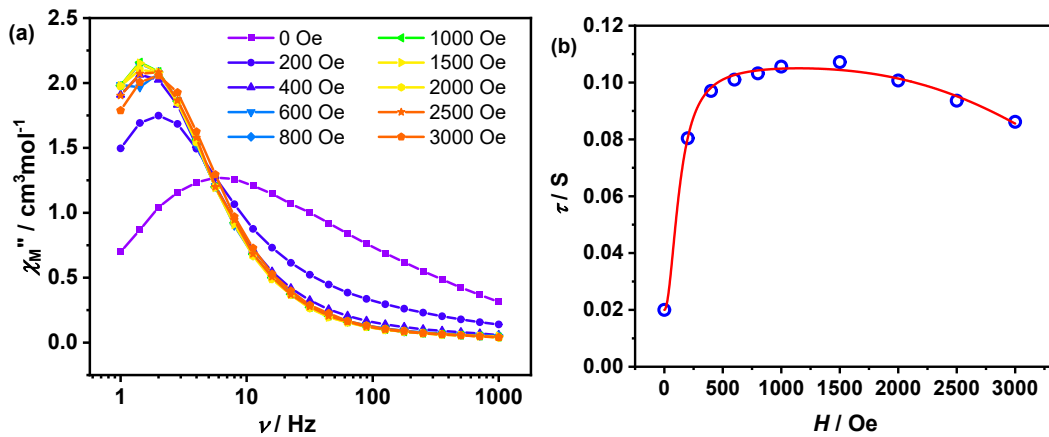 (a)
2.5
2.0
1.5
1.0
0.5
0.0
χM'' / cm³mol⁻¹
0 Oe
200 Oe
400 Oe
600 Oe
800 Oe
1000 Oe
1500 Oe
2000 Oe
2500 Oe
3000 Oe
1 10 100 1000
ν / Hz
(b)
0.12
0.10
0.08
0.06
0.04
0.02
0.00
τ / S
0 500 1000 1500 2000 2500 3000
H / Oe